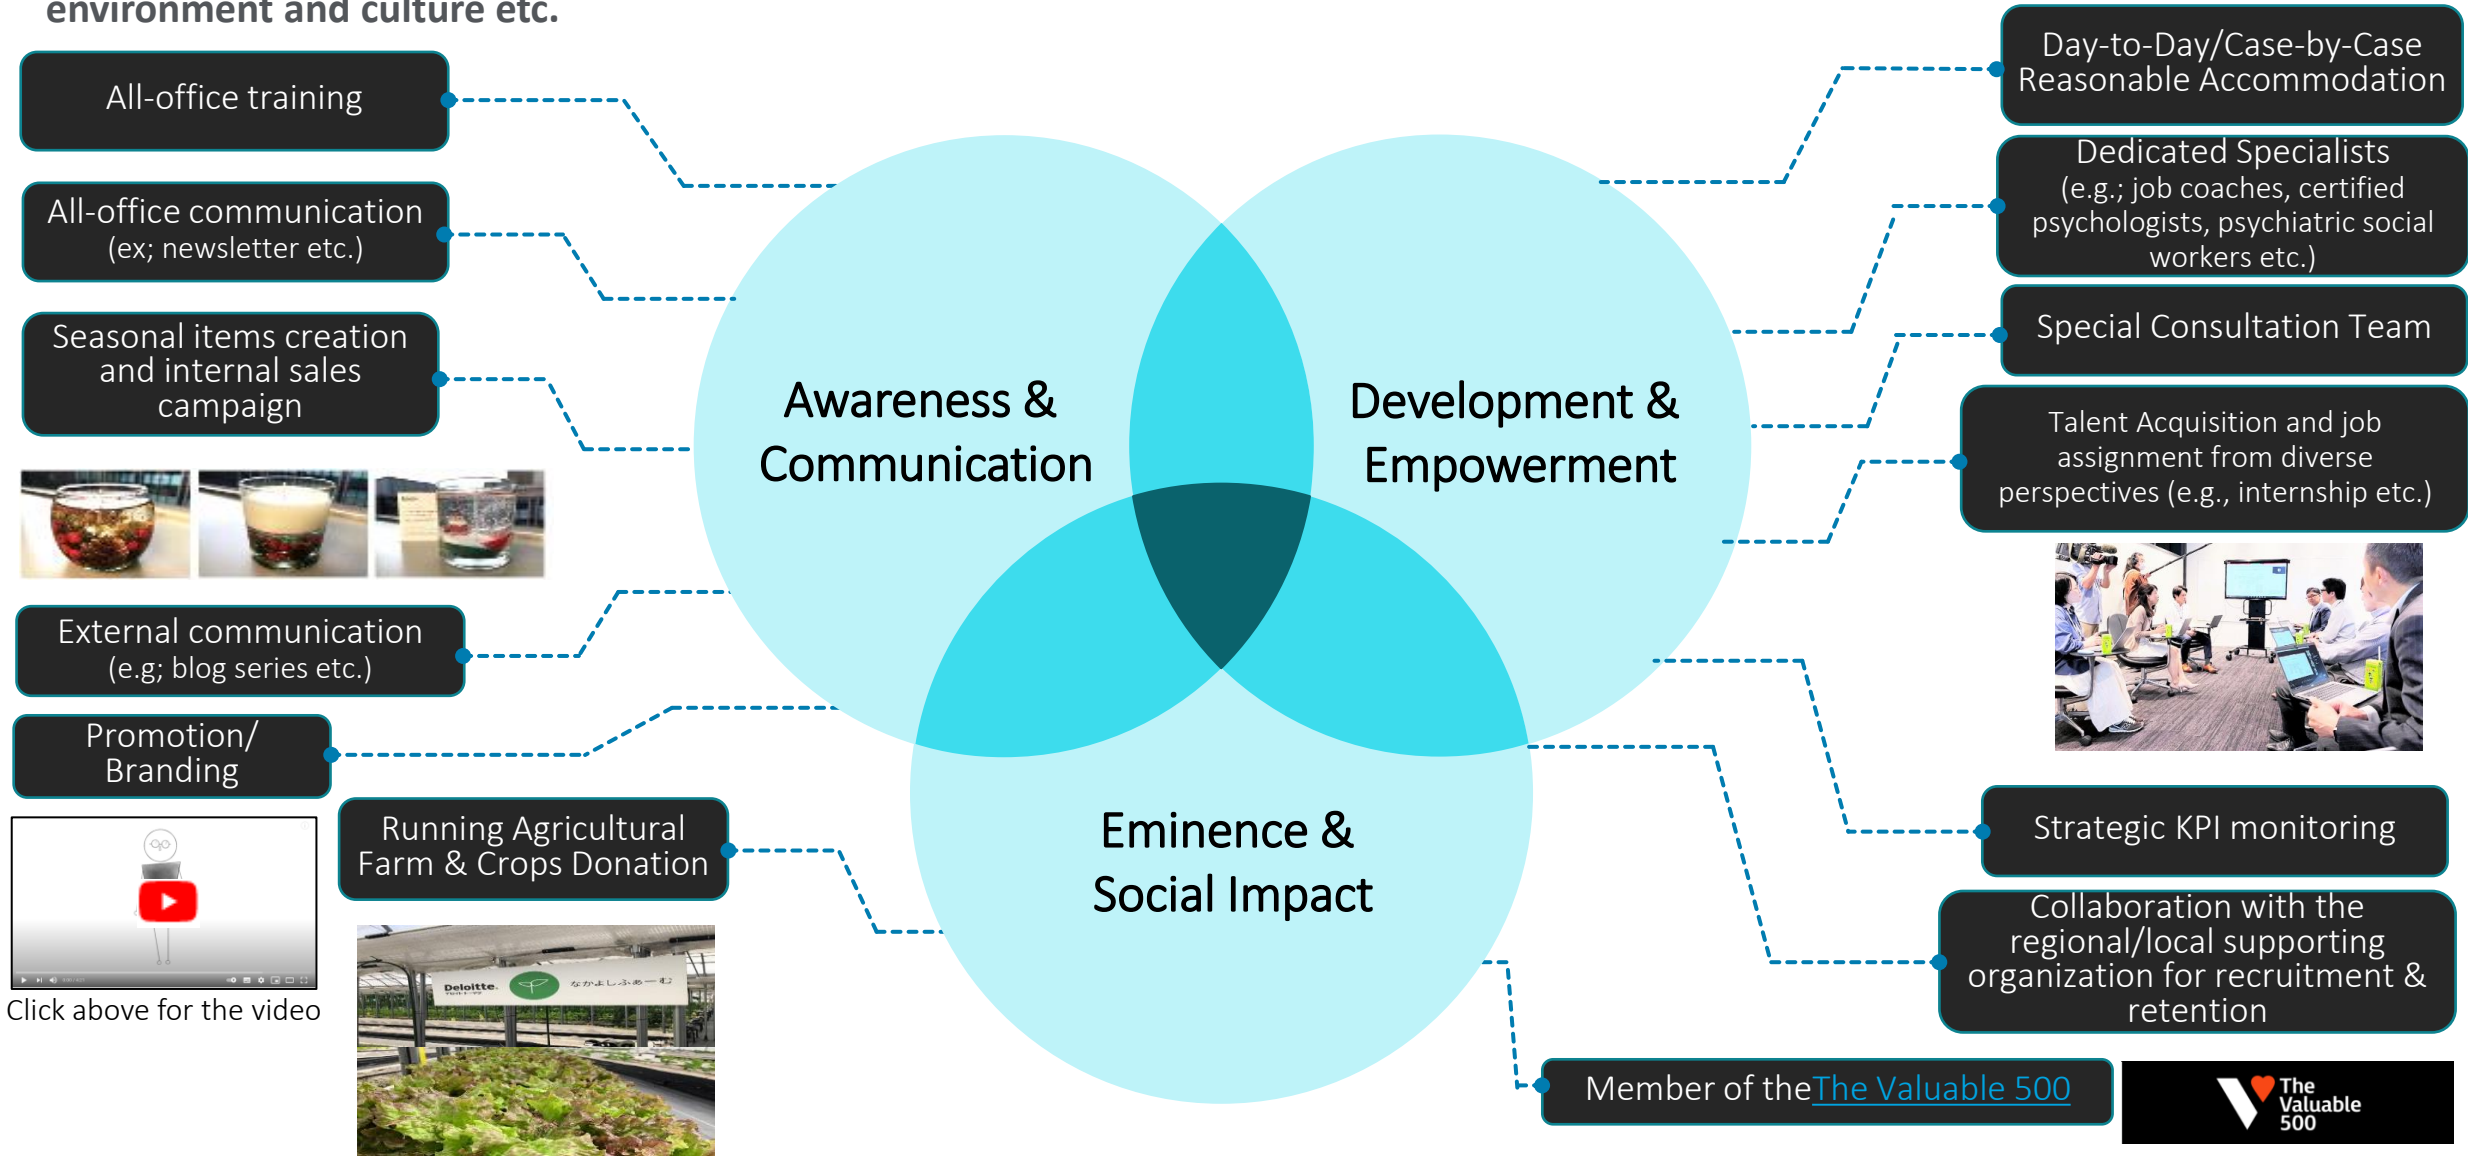 environment and culture etc.
All-office training
All-office communication
(ex; newsletter etc.)
Seasonal items creation
and internal sales
campaign
External communication
(e.g; blog series etc.)
Promotion/
Branding
Click above for the video
Running Agricultural
Farm & Crops Donation
Deloitte.
なかよしふぁーむ
Awareness &
Communication
Development &
Empowerment
Eminence &
Social Impact
Day-to-Day/Case-by-Case
Reasonable Accommodation
Dedicated Specialists
(e.g.; job coaches, certified
psychologists, psychiatric social
workers etc.)
Special Consultation Team
Talent Acquisition and job
assignment from diverse
perspectives (e.g., internship etc.)
Strategic KPI monitoring
Collaboration with the
regional/local supporting
organization for recruitment &
retention
Member of theThe Valuable 500
The
Valuable
500